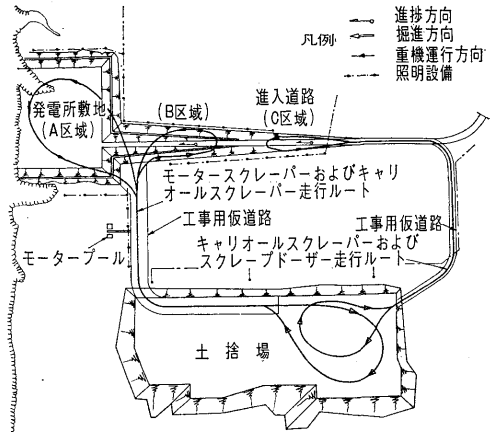 凡例
進捗方向
掘進方向
重機運行方向
照明設備
発電所敷地
(A区域)
(B区域)
進入道路
(C区域)
モータースクレーパーおよびキャリ
オールスクレーパー走行ルート
工事用仮道路
工事用仮道路
モータープール
キャリオールスクレーパーおよび
スクレープドーザー走行ルート
土捨場